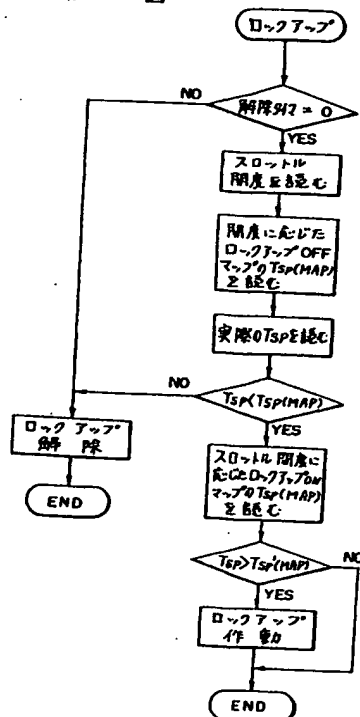 ロックアップ
解除タイマ = 0
NO
YES
スロットル
開度を読む
開度に応じた
ロックアップOFF
マップのTSP(MAP)
を読む
実際のTSPを読む
NO
TSP<TSP(MAP)
YES
ロックアップ
解除
END
スロットル開度に
応じたロックアップON
マップのTSP(MAP)
を読む
TSP>TSP'(MAP)
NO
YES
ロックアップ
作動
END